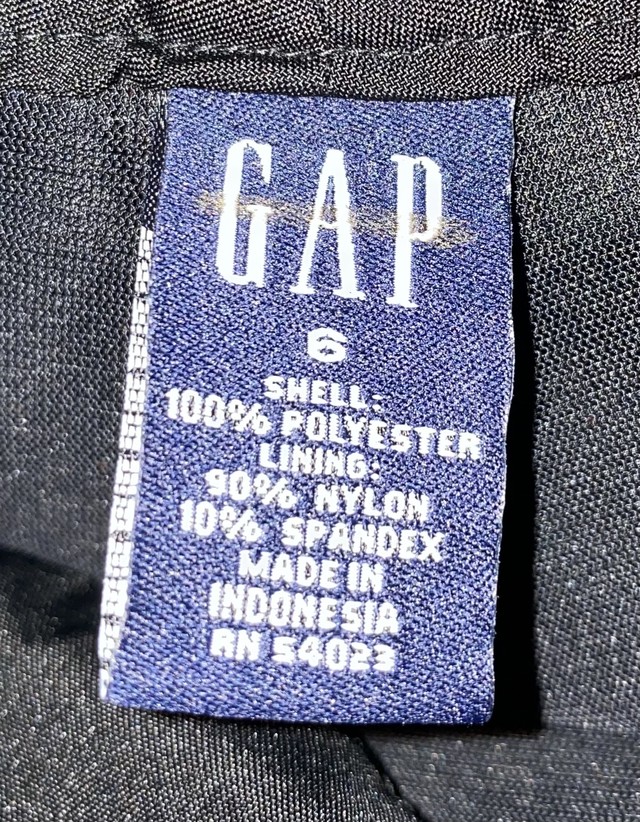 GAP
6
SHELL:
100% POLYESTER
LINING:
90% NYLON
10% SPANDEX
MADE IN
INDONESIA
RN 54023